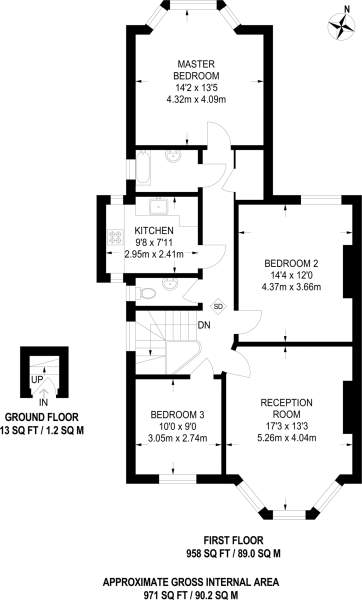 N
MASTER
BEDROOM
14'2 x 13'5
4.32m x 4.09m
KITCHEN
9'8 x 7'11
2.95m x 2.41m
BEDROOM 2
14'4 x 12'0
4.37m x 3.66m
SD
DN
UP
IN
GROUND FLOOR
13 SQ FT / 1.2 SQ M
BEDROOM 3
10'0 x 9'0
3.05m x 2.74m
RECEPTION
ROOM
17'3 x 13'3
5.26m x 4.04m
FIRST FLOOR
958 SQ FT / 89.0 SQ M
APPROXIMATE GROSS INTERNAL AREA
971 SQ FT / 90.2 SQ M